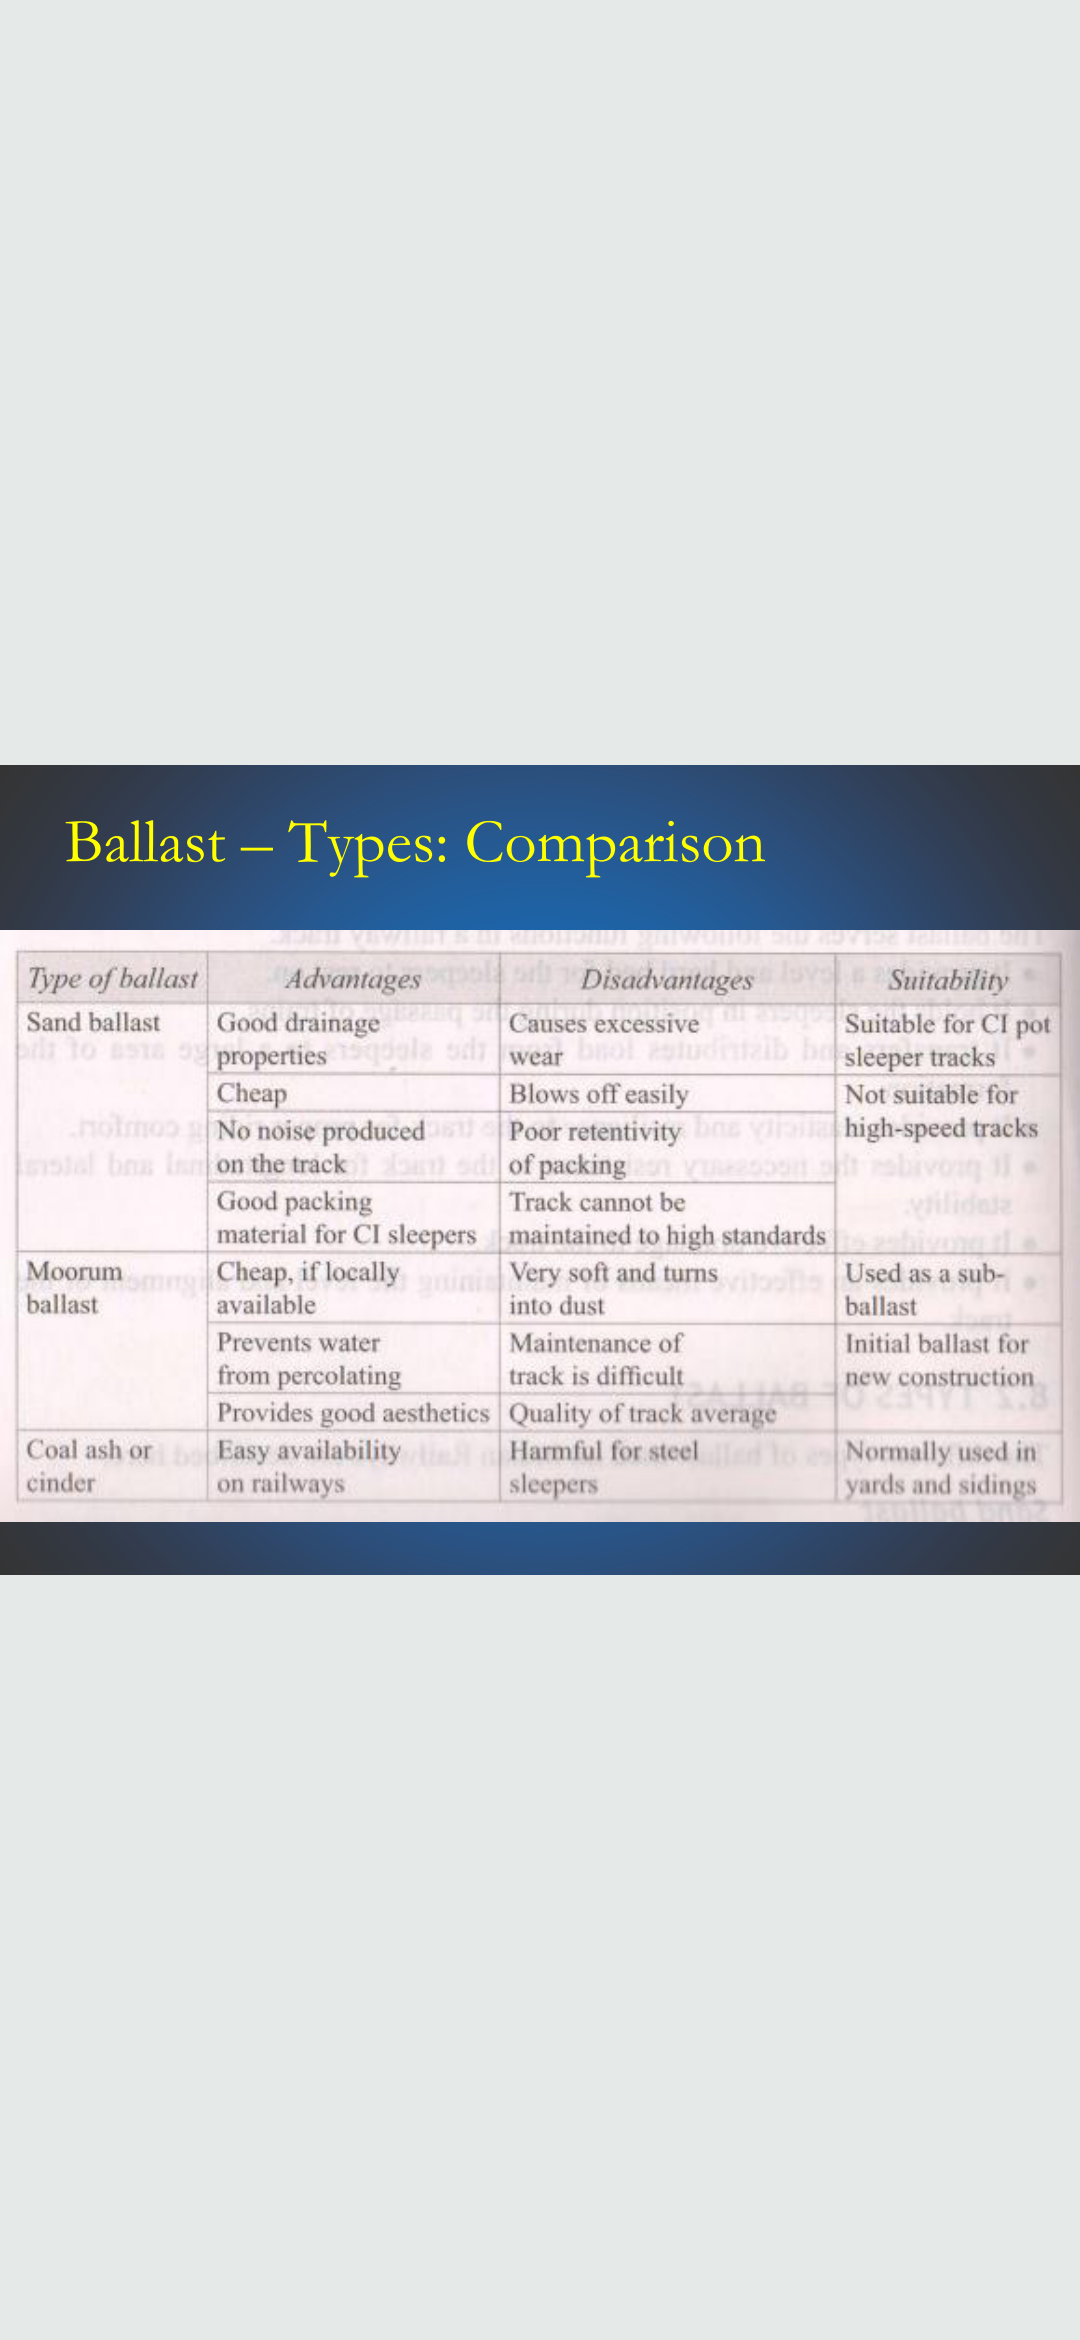 Ballast – Types: Comparison
Type of ballast Advantages Disadvantages Suitability
Sand ballast Good drainage Causes excessive Suitable for CI pot
properties wear sleeper tracks
Cheap Blows off easily Not suitable for
high-speed tracks
No noise produced Poor retentivity
on the track of packing
Good packing Track cannot be
material for CI sleepers maintained to high standards
Moorum Cheap, if locally Very soft and turns Used as a sub-
ballast available into dust ballast
Prevents water Maintenance of Initial ballast for
from percolating track is difficult new construction
Provides good aesthetics Quality of track average
Coal ash or Easy availability Harmful for steel Normally used in
cinder on railways sleepers yards and sidings